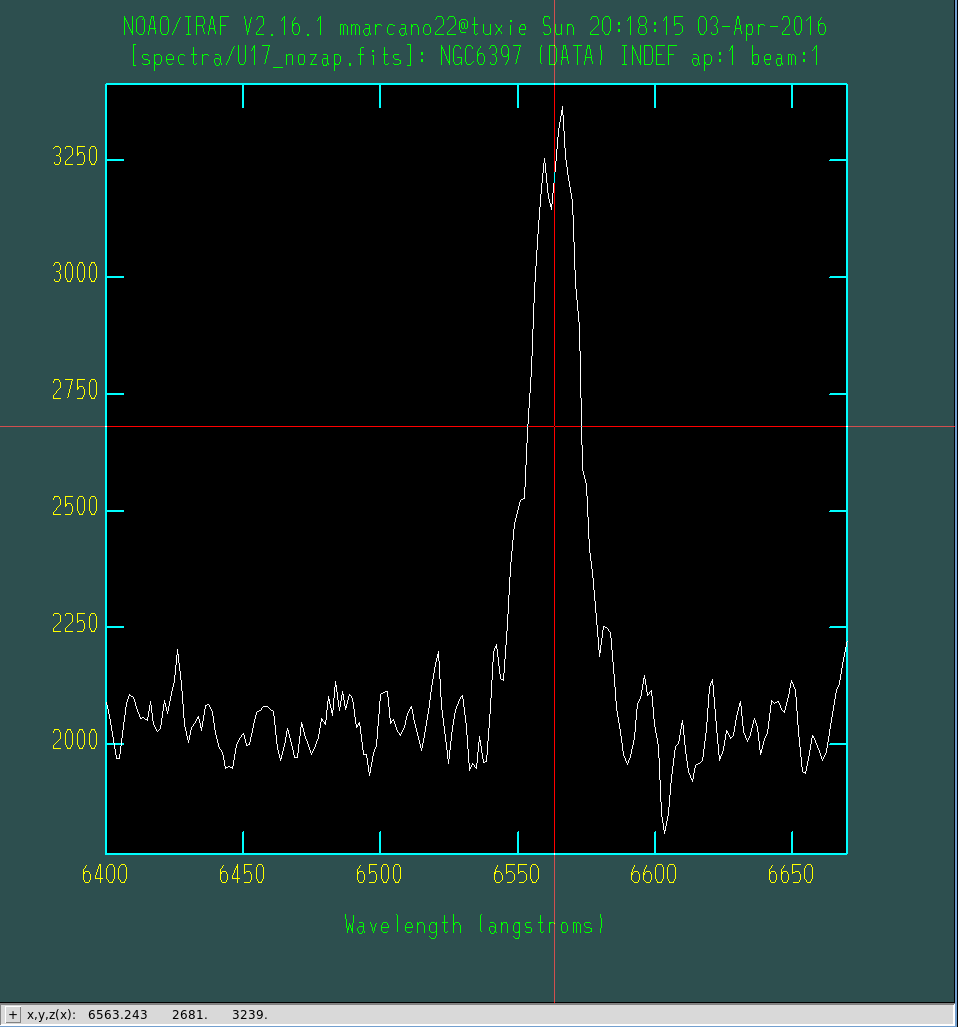 NOAO/IRAF V2.16.1 mmarcano22@tuxie Sun 20:18:15 03-Apr-2016
[spectra/U17_nozap.fits]: NGC6397 (DATA) INDEF ap:1 beam:1
3250
3000
2750
2500
2250
2000
6400 6450 6500 6550 6600 6650
Wavelength (angstroms)
+ x,y,z(x): 6563.243 2681. 3239.